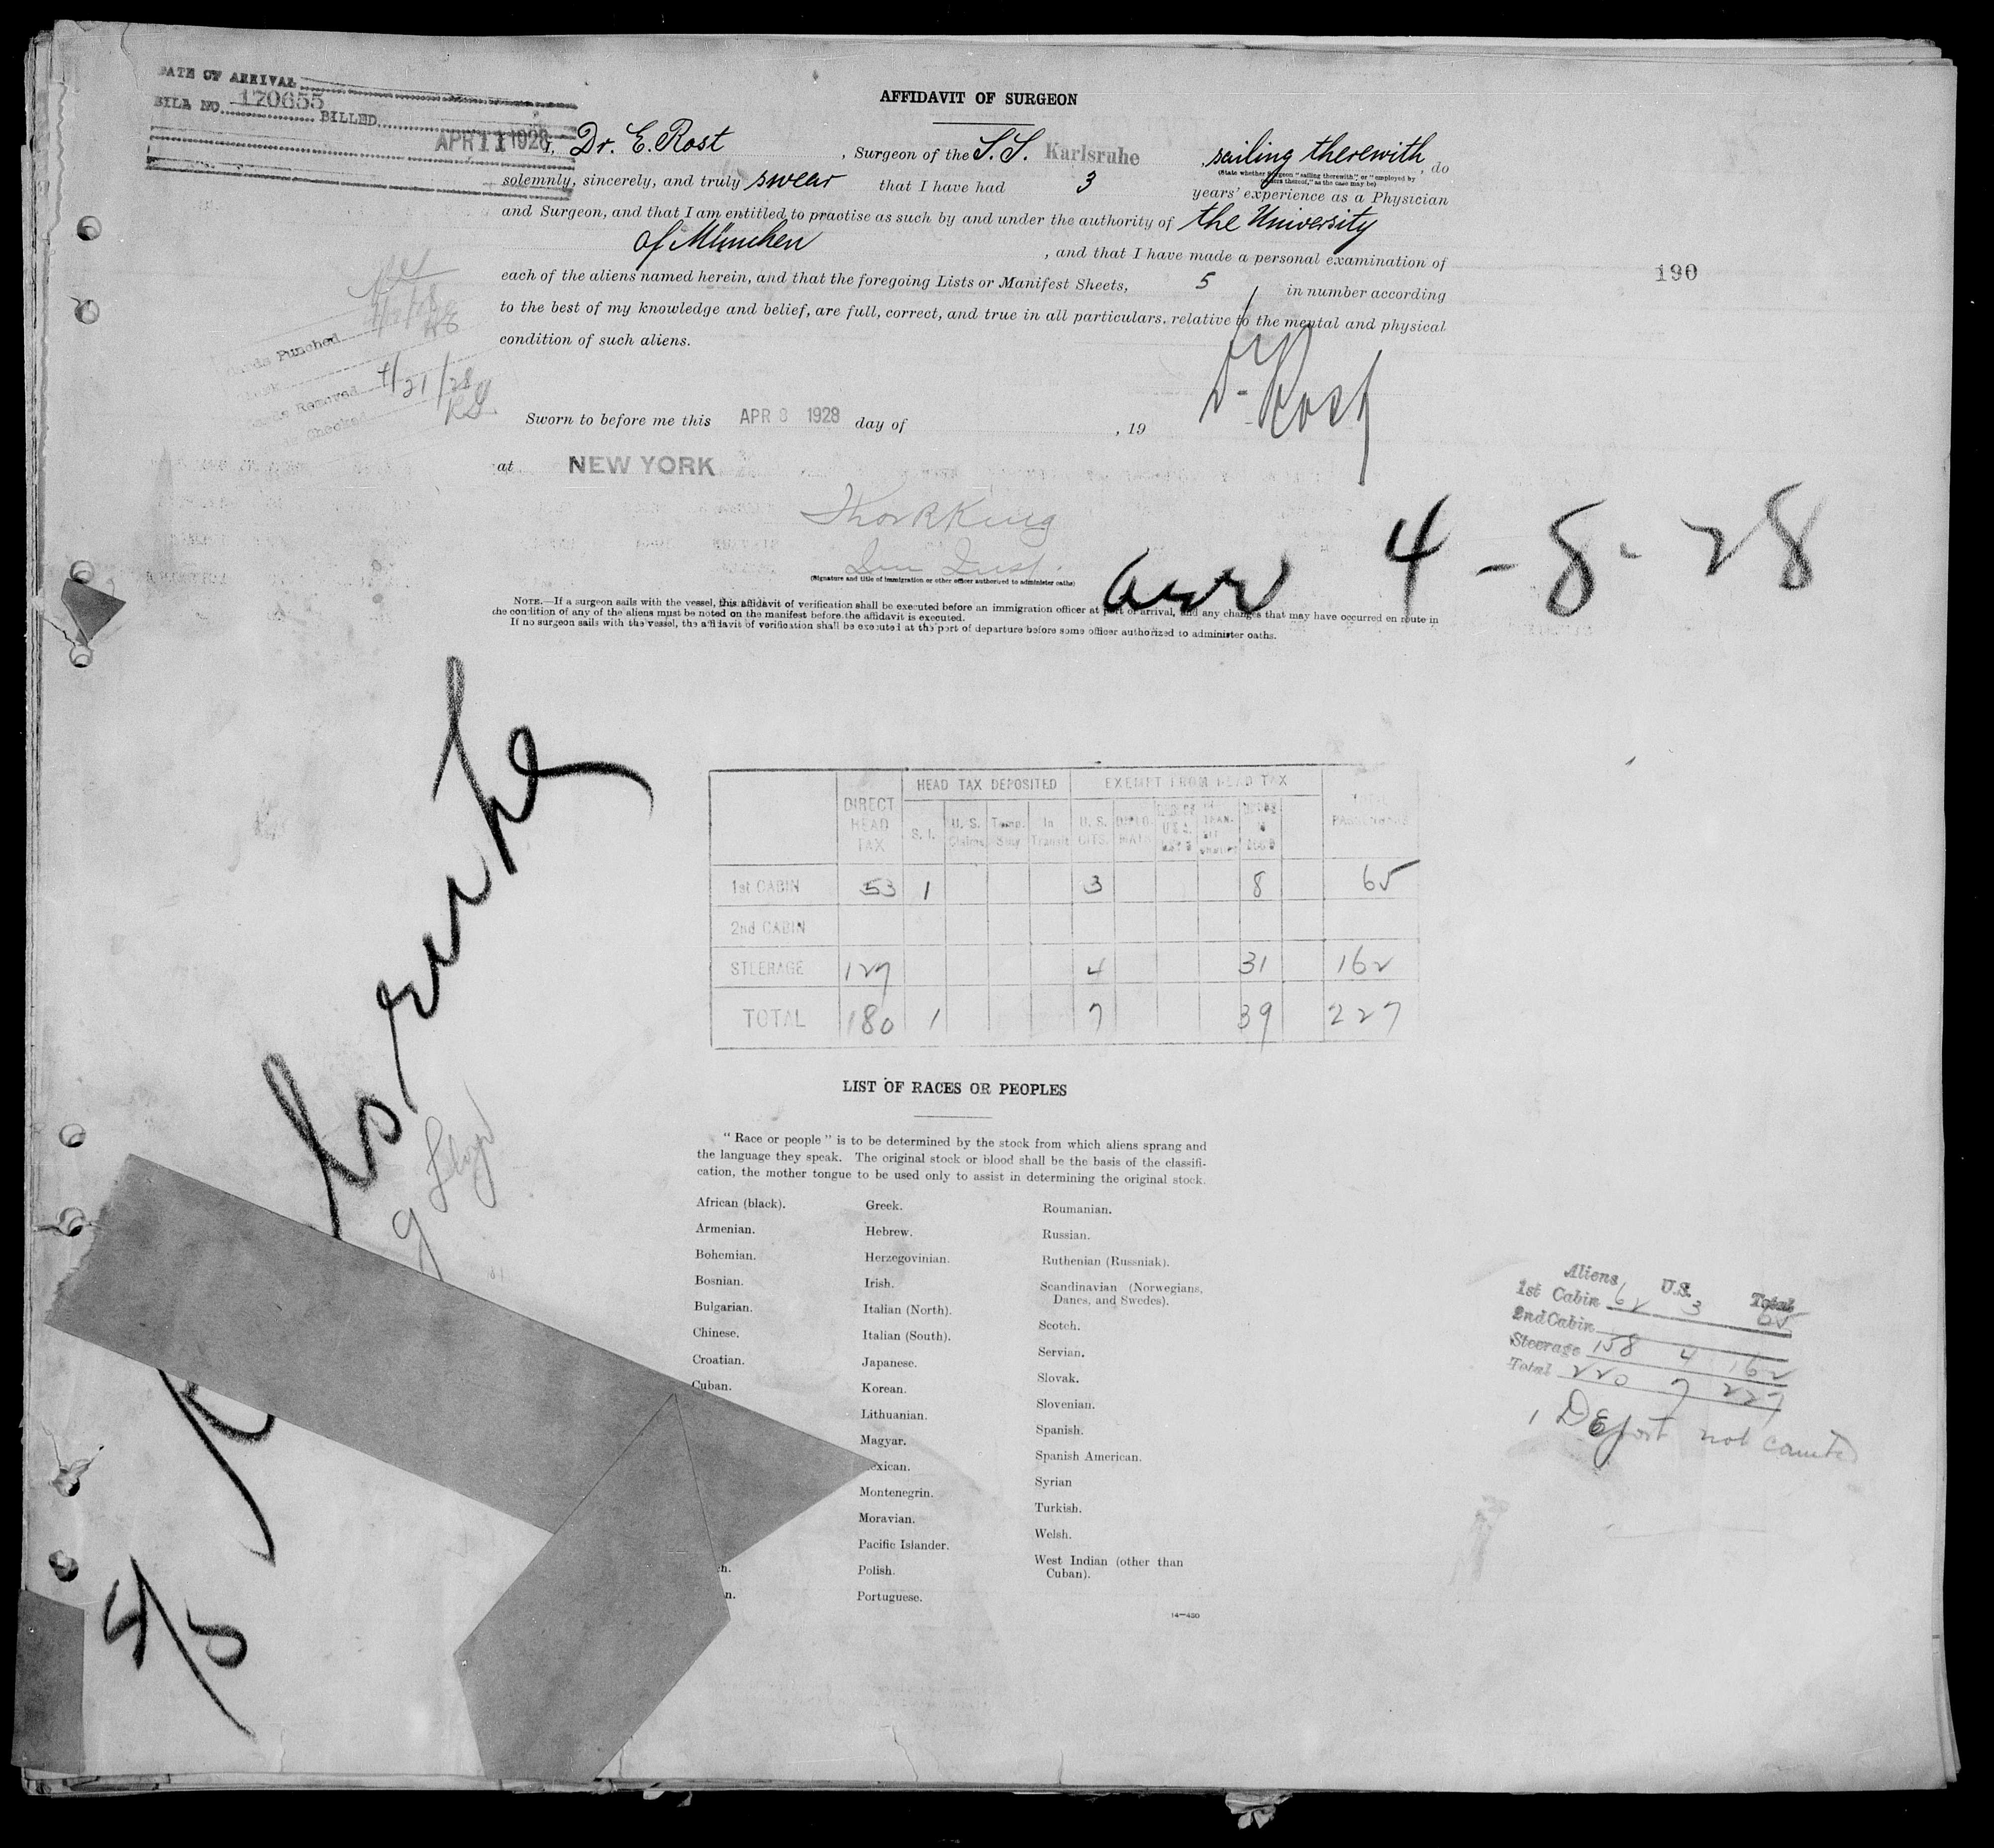 DATE OF ARRIVAL
BILL NO. 170655 BILLED
APR 11 1928
AFFIDAVIT OF SURGEON
I, Dr. E. Rost, Surgeon of the S.S. Karlsruhe, sailing therewith, do
(State whether Surgeon "sailing therewith," or "employed by
owners thereof," as the case may be)
solemnly, sincerely, and truly swear that I have had 3 years' experience as a Physician
and Surgeon, and that I am entitled to practise as such by and under the authority of the University
of München, and that I have made a personal examination of
each of the aliens named herein, and that the foregoing Lists or Manifest Sheets, 5 in number according
to the best of my knowledge and belief, are full, correct, and true in all particulars, relative to the mental and physical
condition of such aliens.
190
Cards Punched
Cards Removed 4/21/28
Checked
Dr Rost
Sworn to before me this APR 8 1928 day of , 19
at NEW YORK
Thos R King
Imm Insp.
(Signature and title of immigration or other officer authorized to administer oaths)
arr 4-8-28
NOTE.—If a surgeon sails with the vessel, this affidavit of verification shall be executed before an immigration officer at port of arrival, and any changes that may have occurred en route in
the condition of any of the aliens must be noted on the manifest before the affidavit is executed.
If no surgeon sails with the vessel, the affidavit of verification shall be executed at the port of departure before some officer authorized to administer oaths.
lsruhe
g Lloyd
4/5
HEAD TAX DEPOSITED EXEMPT FROM HEAD TAX
DIRECT HEAD TAX S. I. U. S. Claims Temp. Stay In Transit U. S. CITS. DIPLO- MATS TOTAL PASSENGERS
1st CABIN 53 1 3 8 65
2nd CABIN
STEERAGE 127 4 31 162
TOTAL 180 1 7 39 227
LIST OF RACES OR PEOPLES
"Race or people" is to be determined by the stock from which aliens sprang and
the language they speak. The original stock or blood shall be the basis of the classifi-
cation, the mother tongue to be used only to assist in determining the original stock.
African (black).
Armenian.
Bohemian.
Bosnian.
Bulgarian.
Chinese.
Croatian.
Cuban.
h.
n.
Greek.
Hebrew.
Herzegovinian.
Irish.
Italian (North).
Italian (South).
Japanese.
Korean.
Lithuanian.
Magyar.
exican.
Montenegrin.
Moravian.
Pacific Islander.
Polish.
Portuguese.
Roumanian.
Russian.
Ruthenian (Russniak).
Scandinavian (Norwegians,
Danes, and Swedes).
Scotch.
Servian.
Slovak.
Slovenian.
Spanish.
Spanish American.
Syrian
Turkish.
Welsh.
West Indian (other than
Cuban).
14—430
Aliens U.S. Total
1st Cabin 62 3 65
2nd Cabin
Steerage 158 4 162
Total 220 7 227
1 Deport not counted